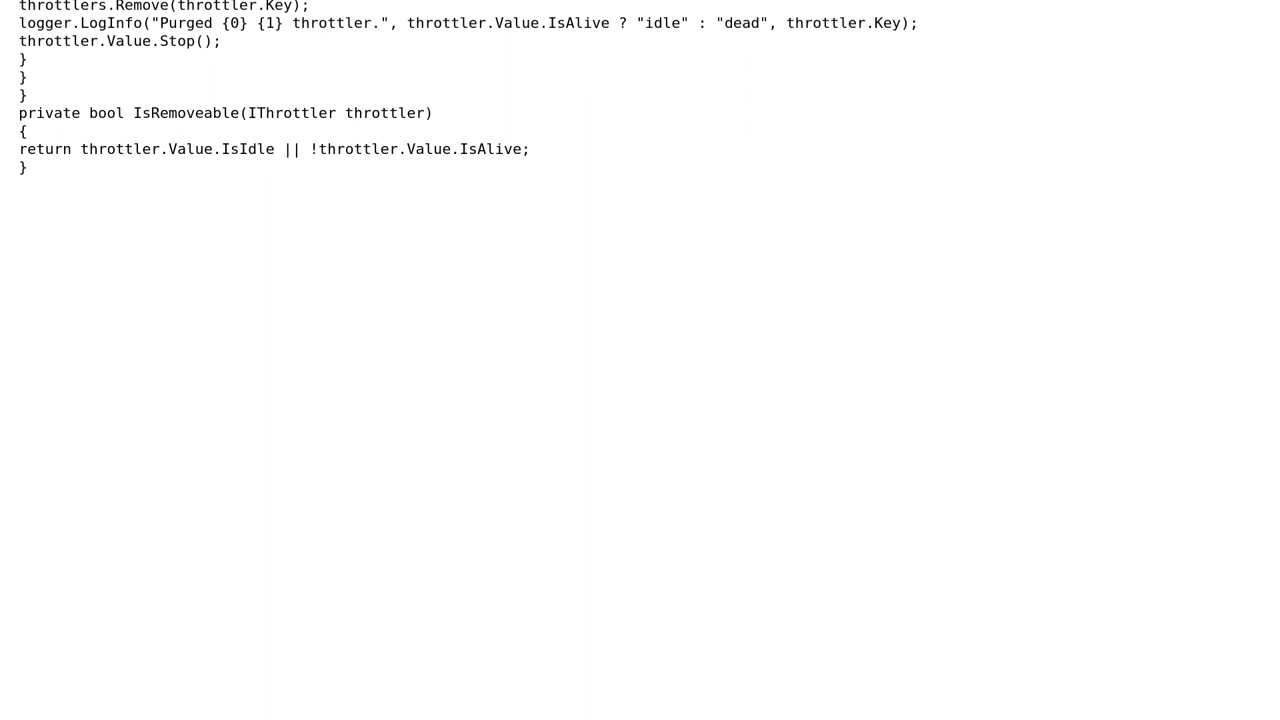 throttlers.Remove(throttler.Key);
logger.LogInfo("Purged {0} {1} throttler.", throttler.Value.IsAlive ? "idle" : "dead", throttler.Key);
throttler.Value.Stop();
}
}
}
private bool IsRemoveable(IThrottler throttler)
{
return throttler.Value.IsIdle || !throttler.Value.IsAlive;
}